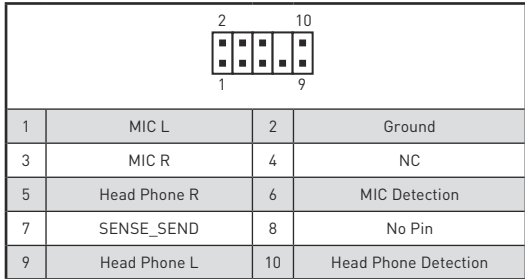 2 10
1 9
1 MIC L 2 Ground
3 MIC R 4 NC
5 Head Phone R 6 MIC Detection
7 SENSE_SEND 8 No Pin
9 Head Phone L 10 Head Phone Detection